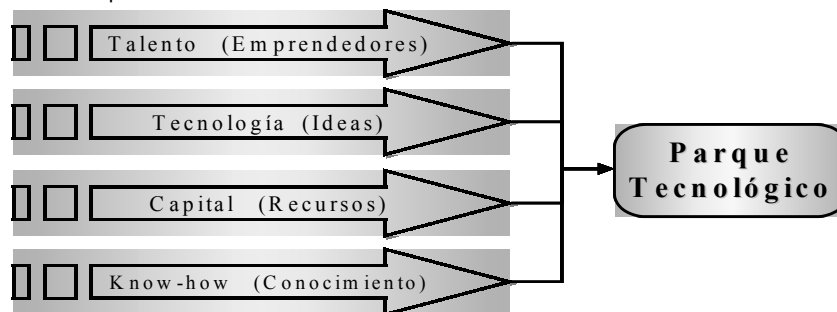 Talento (Emprendedores)
Tecnología (Ideas)
Capital (Recursos)
Know-how (Conocimiento)
Parque
Tecnológico